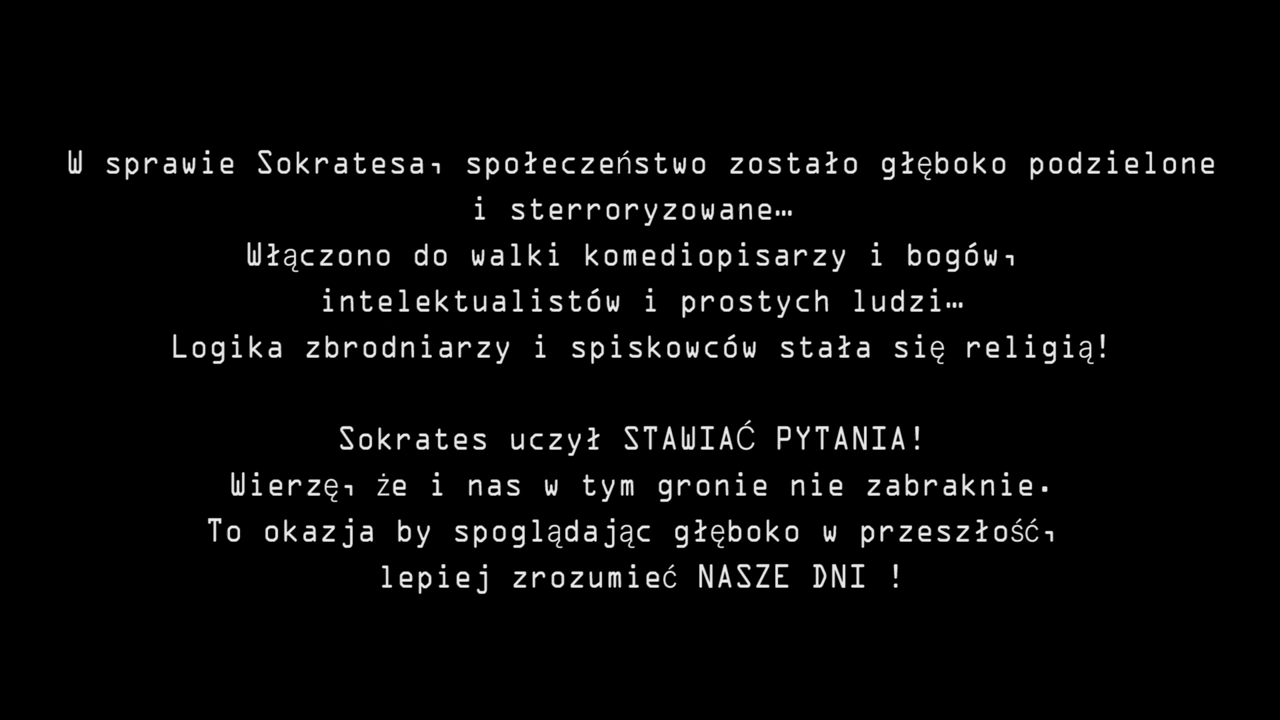 W sprawie Sokratesa, społeczeństwo zostało głęboko podzielone
i sterroryzowane…
Włączono do walki komediopisarzy i bogów,
intelektualistów i prostych ludzi…
Logika zbrodniarzy i spiskowców stała się religią!
Sokrates uczył STAWIAĆ PYTANIA!
Wierzę, że i nas w tym gronie nie zabraknie.
To okazja by spoglądając głęboko w przeszłość,
lepiej zrozumieć NASZE DNI !